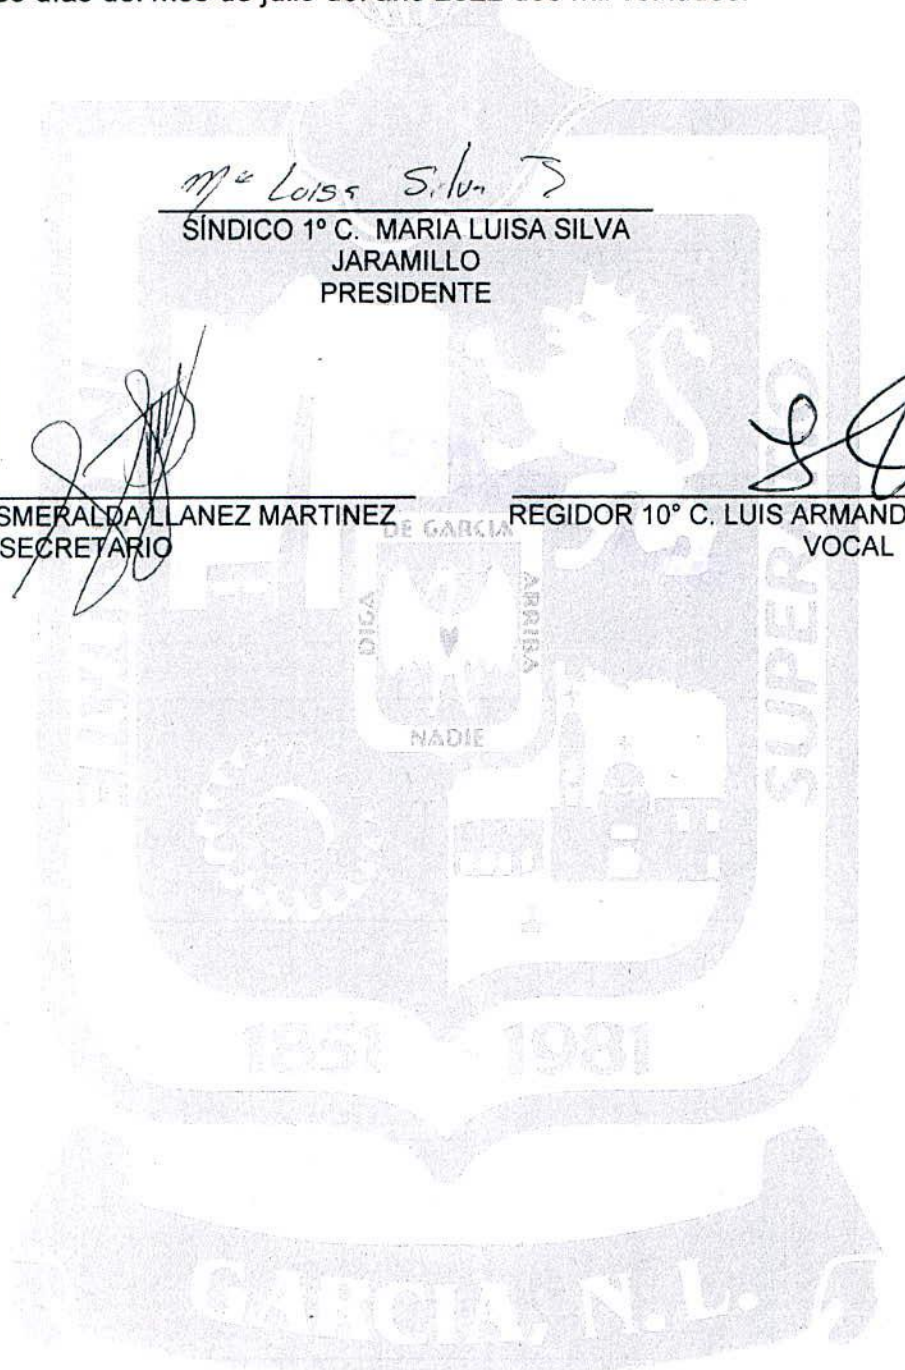 Mª Luisa Silva J
SÍNDICO 1º C. MARIA LUISA SILVA
JARAMILLO
PRESIDENTE
SMERALDA LLANEZ MARTINEZ
SECRETARIO
REGIDOR 10° C. LUIS ARMAND
VOCAL
DE GARCIA
DIGA
ARRIBA
NADIE
SUPER
1851 - 1981
GARCIA, N. L.